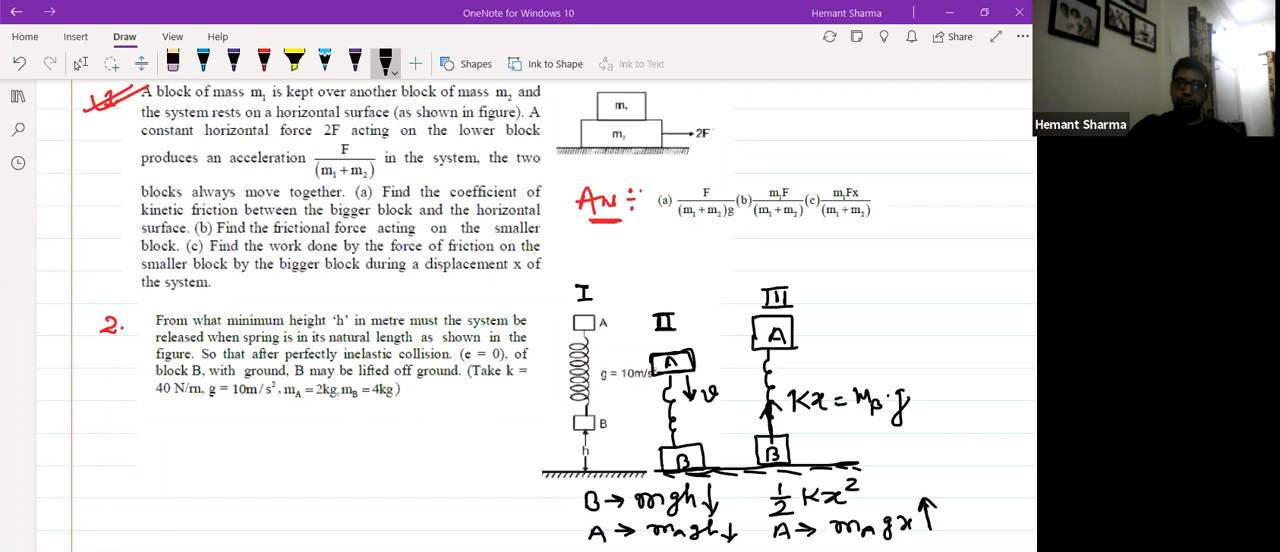 OneNote for Windows 10
Hemant Sharma
Home Insert Draw View Help
Share
Shapes Ink to Shape Ink to Text
A block of mass m₁ is kept over another block of mass m₂ and
the system rests on a horizontal surface (as shown in figure). A
constant horizontal force 2F acting on the lower block
produces an acceleration F/(m₁+m₂) in the system, the two
blocks always move together. (a) Find the coefficient of
kinetic friction between the bigger block and the horizontal
surface. (b) Find the frictional force acting on the smaller
block. (c) Find the work done by the force of friction on the
smaller block by the bigger block during a displacement x of
the system.
m₁
m₂
2F
Ans:
(a) F/(m₁+m₂)g (b) m₁F/(m₁+m₂) (c) m₁Fx/(m₁+m₂)
2.
From what minimum height 'h' in metre must the system be
released when spring is in its natural length as shown in the
figure. So that after perfectly inelastic collision. (e = 0), of
block B, with ground, B may be lifted off ground. (Take k =
40 N/m, g = 10m/s², mA = 2kg, mB = 4kg)
I
A
g = 10m/s
B
h
II
A
v
B
III
A
Kx = mB·g
B
B → mgh↓
A → mAgh↓
1/2 Kx²
A → mAgx↑
Hemant Sharma